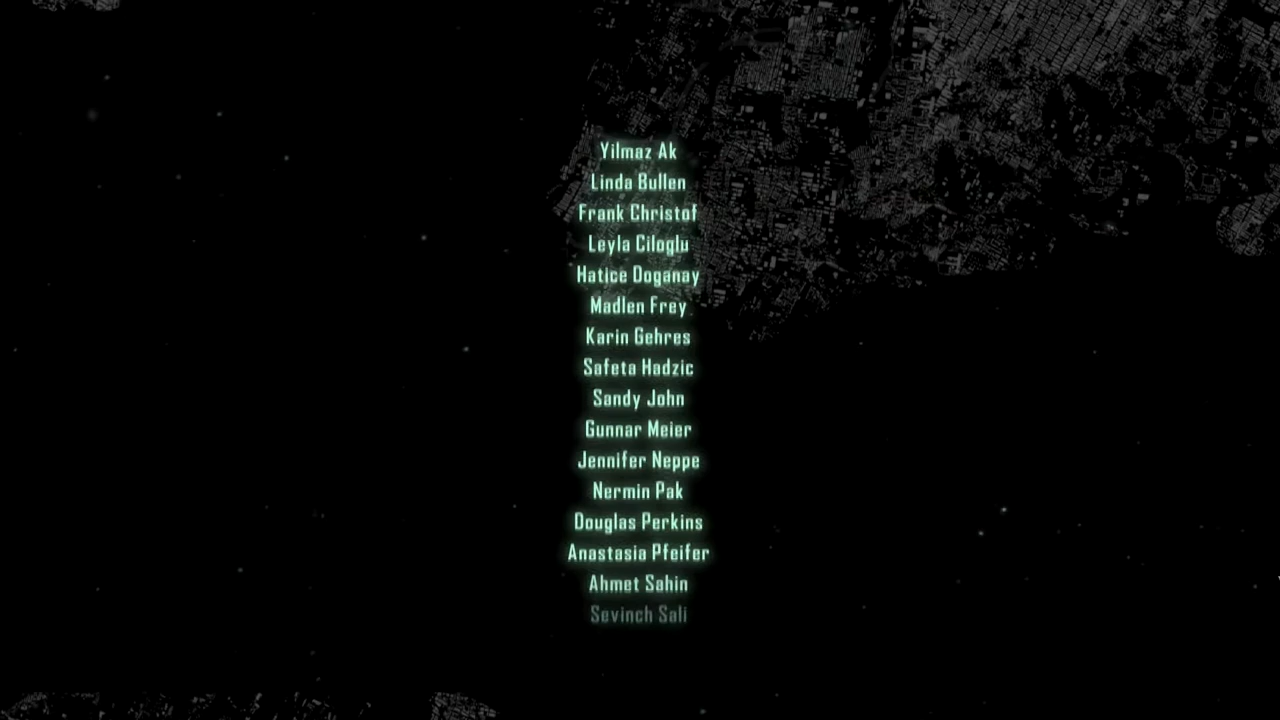 Yilmaz Ak
Linda Bullen
Frank Christof
Leyla Ciloglu
Hatice Doganay
Madlen Frey
Karin Gehres
Safeta Hadzic
Sandy John
Gunnar Meier
Jennifer Neppe
Nermin Pak
Douglas Perkins
Anastasia Pfeifer
Ahmet Sahin
Sevinch Sali